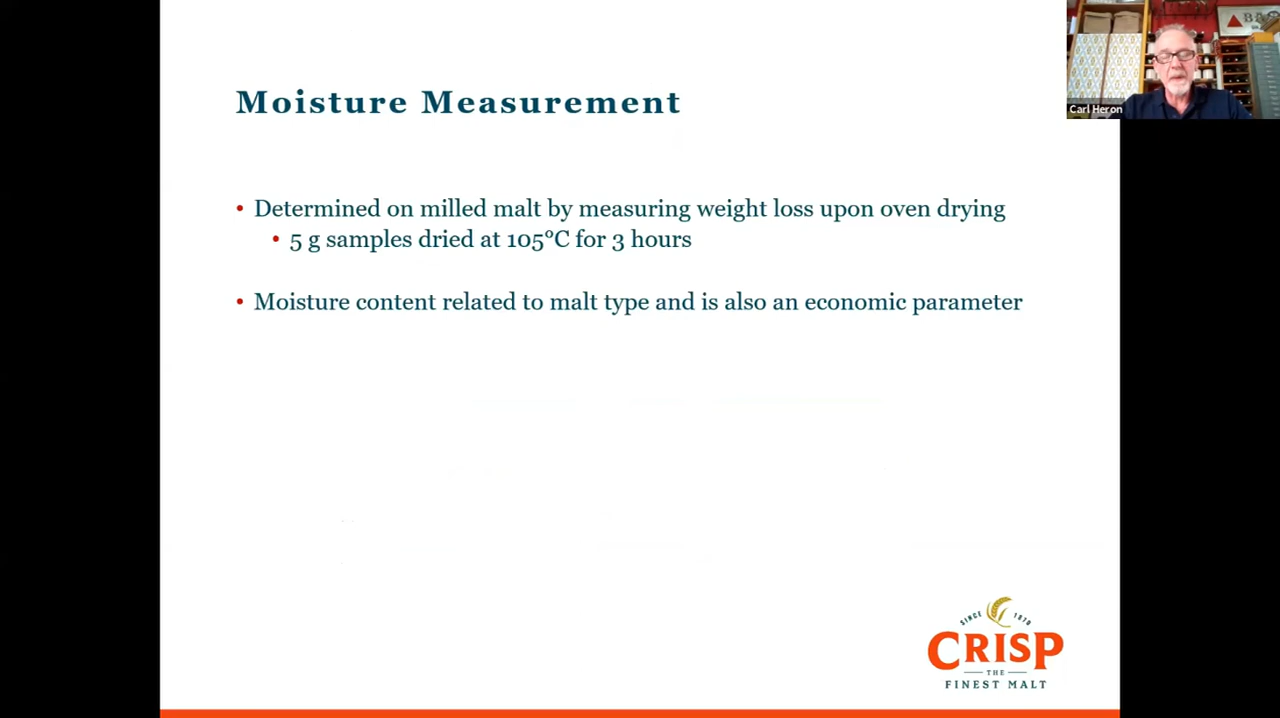 Moisture Measurement
• Determined on milled malt by measuring weight loss upon oven drying
• 5 g samples dried at 105°C for 3 hours
• Moisture content related to malt type and is also an economic parameter
Carl Heron
SINCE 1870
CRISP
THE
FINEST MALT